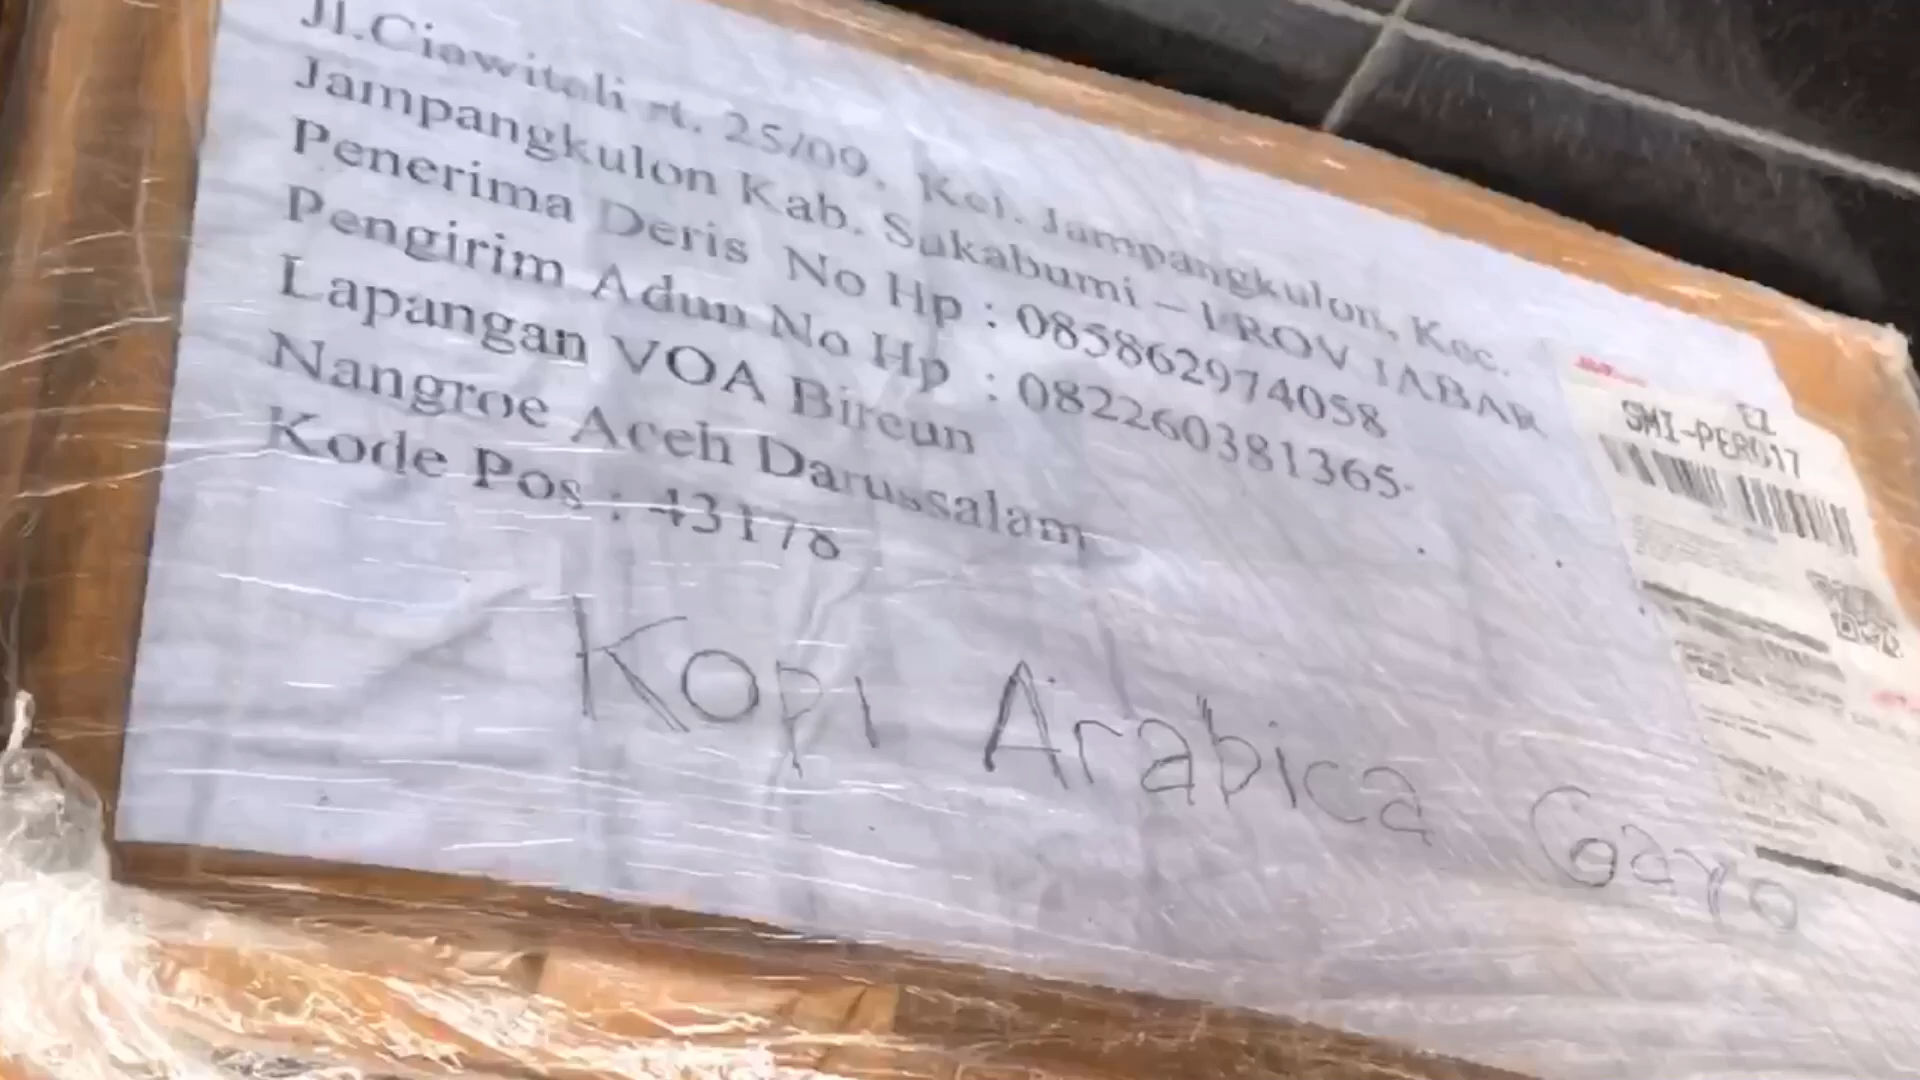 Jl.Ciawitali rt. 25/09, Kel. Jampangkulon, Kec.
Jampangkulon Kab. Sukabumi – PROV JABAR
Penerima Deris No Hp : 085862974058
Pengirim Adun No Hp : 082260381365
Lapangan VOA Bireun
Nangroe Aceh Darussalam
Kode Pos : 43178
Kopi Arabica Gayo
EZ